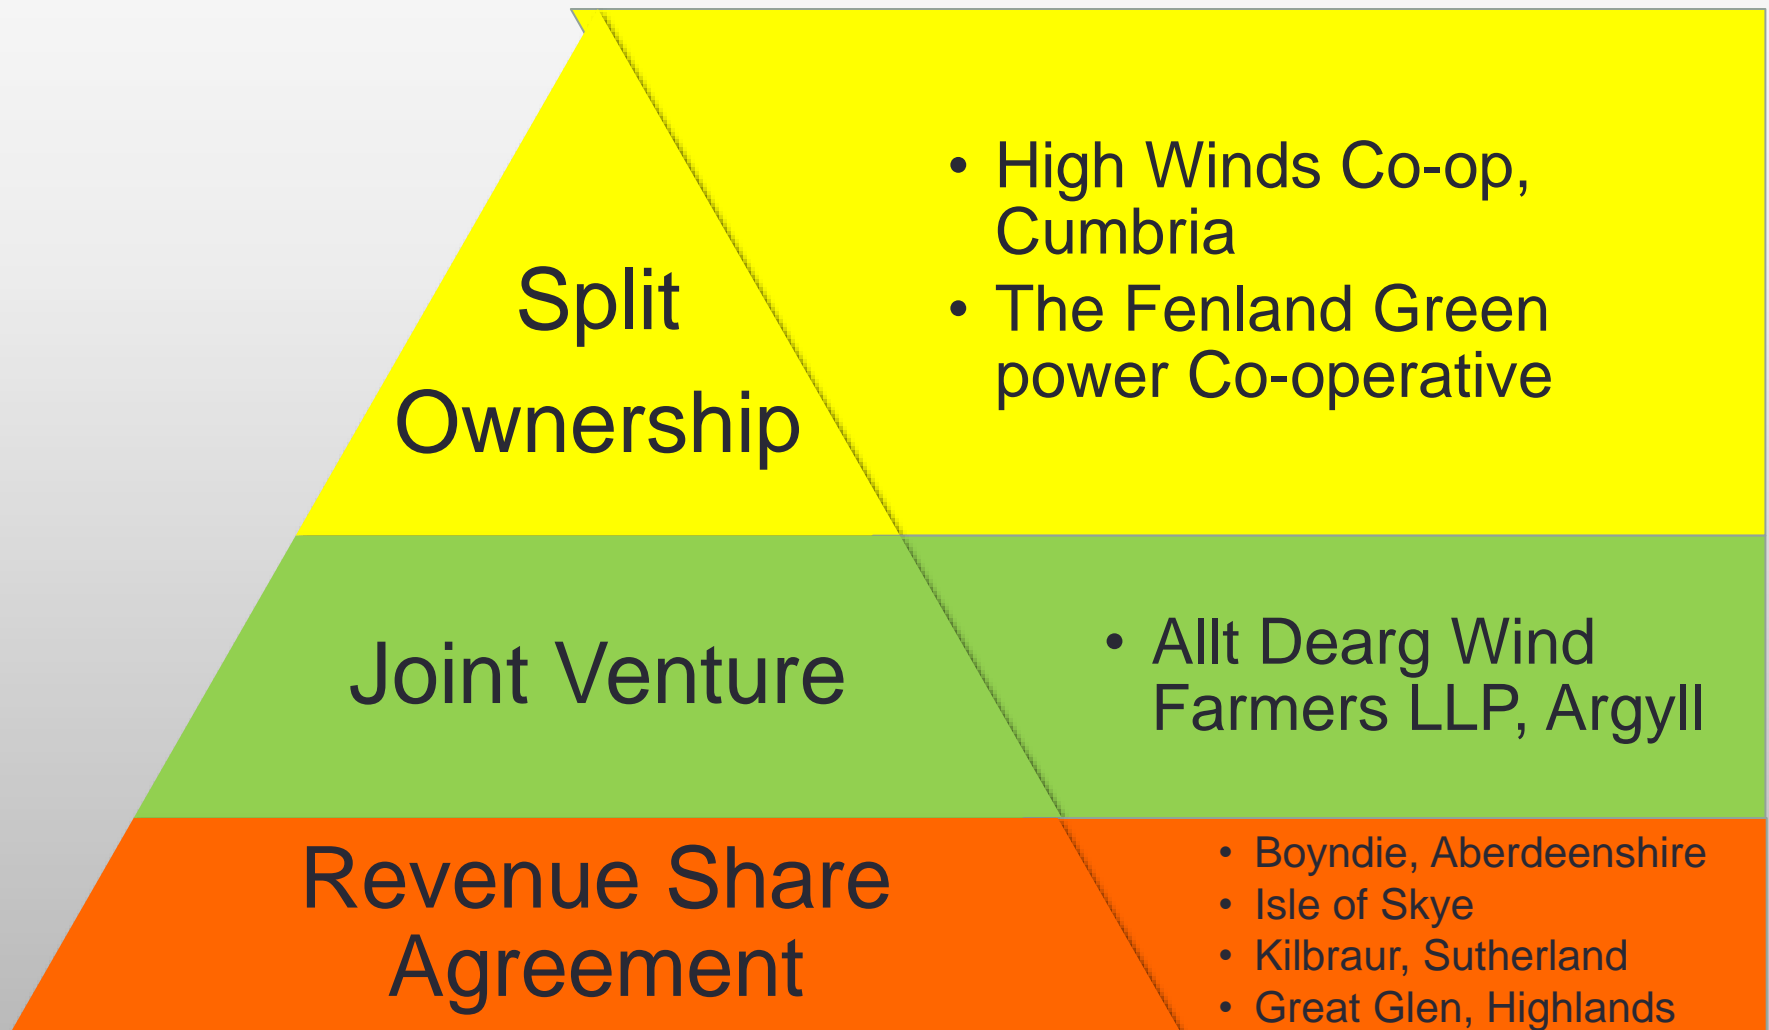 Split
Ownership
• High Winds Co-op,
Cumbria
• The Fenland Green
power Co-operative
Joint Venture
• Allt Dearg Wind
Farmers LLP, Argyll
Revenue Share
Agreement
• Boyndie, Aberdeenshire
• Isle of Skye
• Kilbraur, Sutherland
• Great Glen, Highlands